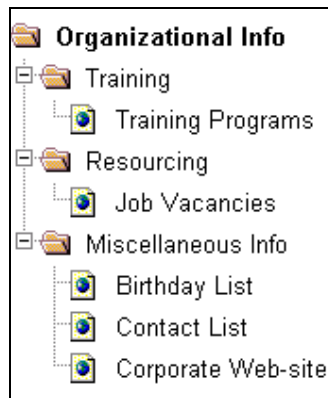 Organizational Info
Training
Training Programs
Resourcing
Job Vacancies
Miscellaneous Info
Birthday List
Contact List
Corporate Web-site